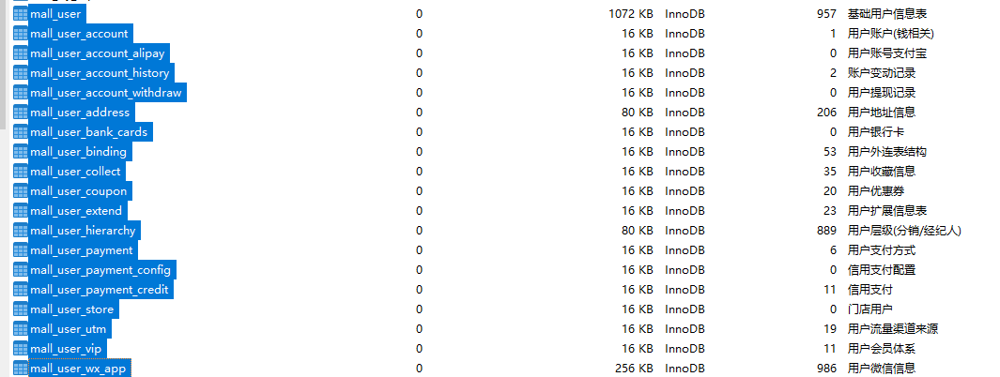 mall_user 0 1072 KB InnoDB 957 基础用户信息表
mall_user_account 0 16 KB InnoDB 1 用户账户(钱相关)
mall_user_account_alipay 0 16 KB InnoDB 0 用户账号支付宝
mall_user_account_history 0 16 KB InnoDB 2 账户变动记录
mall_user_account_withdraw 0 16 KB InnoDB 0 用户提现记录
mall_user_address 0 80 KB InnoDB 206 用户地址信息
mall_user_bank_cards 0 16 KB InnoDB 0 用户银行卡
mall_user_binding 0 16 KB InnoDB 53 用户外连表结构
mall_user_collect 0 16 KB InnoDB 35 用户收藏信息
mall_user_coupon 0 16 KB InnoDB 20 用户优惠券
mall_user_extend 0 16 KB InnoDB 23 用户扩展信息表
mall_user_hierarchy 0 80 KB InnoDB 889 用户层级(分销/经纪人)
mall_user_payment 0 16 KB InnoDB 6 用户支付方式
mall_user_payment_config 0 16 KB InnoDB 0 信用支付配置
mall_user_payment_credit 0 16 KB InnoDB 11 信用支付
mall_user_store 0 16 KB InnoDB 0 门店用户
mall_user_utm 0 16 KB InnoDB 19 用户流量渠道来源
mall_user_vip 0 16 KB InnoDB 11 用户会员体系
mall_user_wx_app 0 256 KB InnoDB 986 用户微信信息